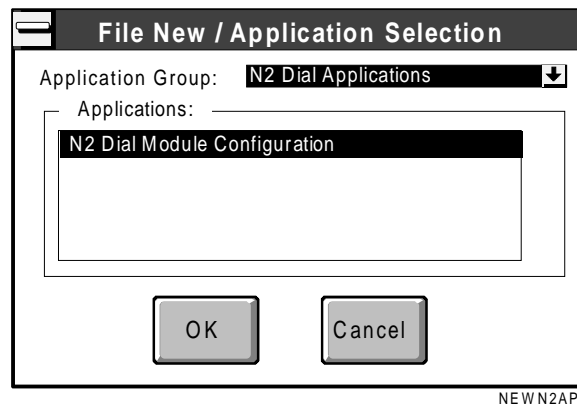 File New / Application Selection
Application Group: N2 Dial Applications
Applications:
N2 Dial Module Configuration
OK Cancel
NEWN2AP